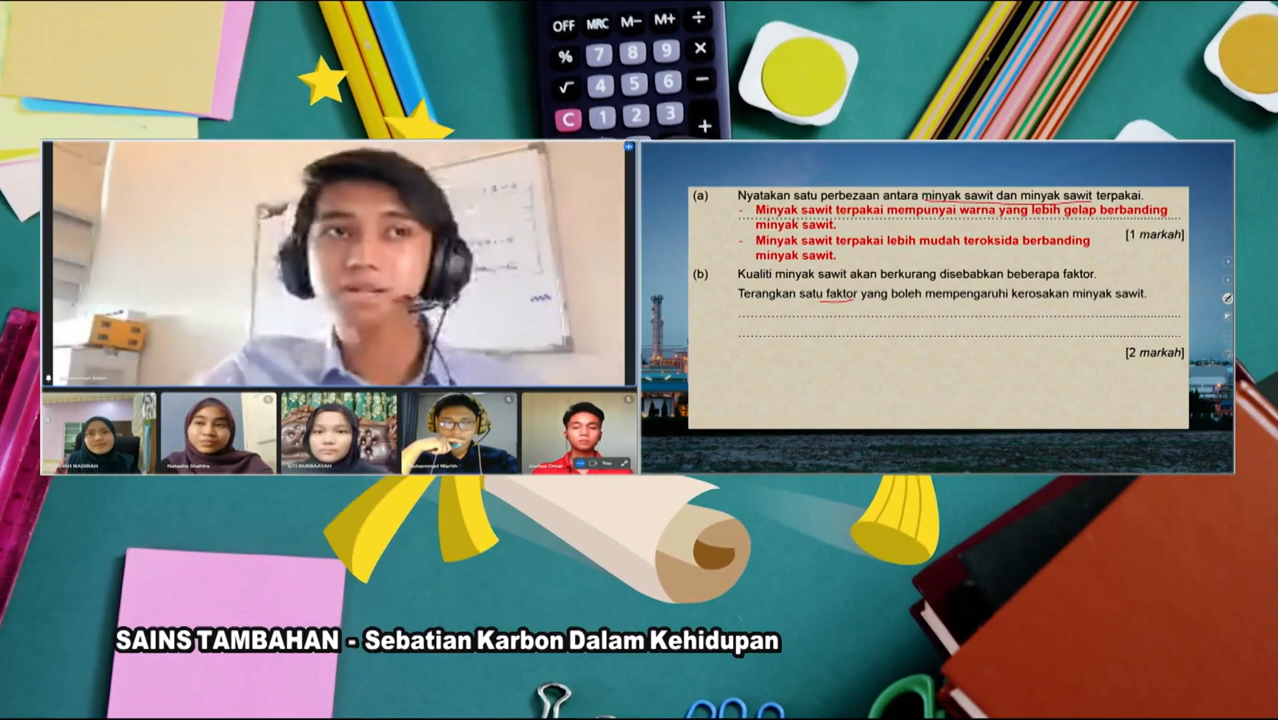 OFF MRC M− M+ ÷
% 7 8 9 ×
√ 4 5 6 −
C 1 2 3 +
(a) Nyatakan satu perbezaan antara minyak sawit dan minyak sawit terpakai.
- Minyak sawit terpakai mempunyai warna yang lebih gelap berbanding
minyak sawit.
[1 markah]
- Minyak sawit terpakai lebih mudah teroksida berbanding
minyak sawit.
(b) Kualiti minyak sawit akan berkurang disebabkan beberapa faktor.
Terangkan satu faktor yang boleh mempengaruhi kerosakan minyak sawit.
[2 markah]
Natasha Shahira
SITI NURSAAYAH
You
SAINS TAMBAHAN - Sebatian Karbon Dalam Kehidupan